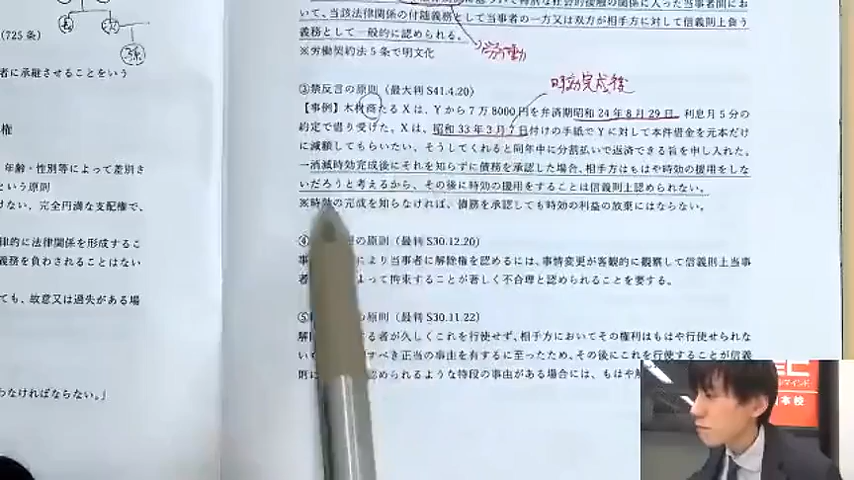 (725条)
者に承継させることをいう
権
年齢・性別等によって差別さ
という原則
けない、完全円満な支配権で、
律的に法律関係を形成するこ
義務を負わされることはない
ても、故意又は過失がある場
らなければならない。」
いて、当該法律関係の付随義務として当事者の一方又は双方が相手方に対して信義則上負う
義務として一般的に認められる。
※労働契約法5条で明文化
③禁反言の原則(最大判 S41.4.20)
時効完成後
【事例】木材商たるXは、Yから7万8000円を弁済期昭和24年8月29日、利息月5分の
約定で借り受けた。Xは、昭和33年3月7日付けの手紙でYに対して本件借金を元本だけ
に減額してもらいたい、そうしてくれると同年中に分割払いで返済できる旨を申し入れた。
一消滅時効完成後にそれを知らずに債務を承認した場合、相手方はもはや時効の援用をしな
いだろうと考えるから、その後に時効の援用をすることは信義則上認められない。
※時効の完成を知らなければ、債務を承認しても時効の利益の放棄にはならない。
④ の原則(最判 S30.12.20)
事 により当事者に解除権を認めるには、事情変更が客観的に観察して信義則上当事
者 よって拘束することが著しく不合理と認められることを要する。
⑤ の原則(最判 S30.11.22)
解 する者が久しくこれを行使せず、相手方においてその権利はもはや行使せられな
い すべき正当の事由を有するに至ったため、その後にこれを行使することが信義
則に 認められるような特段の事由がある場合には、もはや
マインド
本校